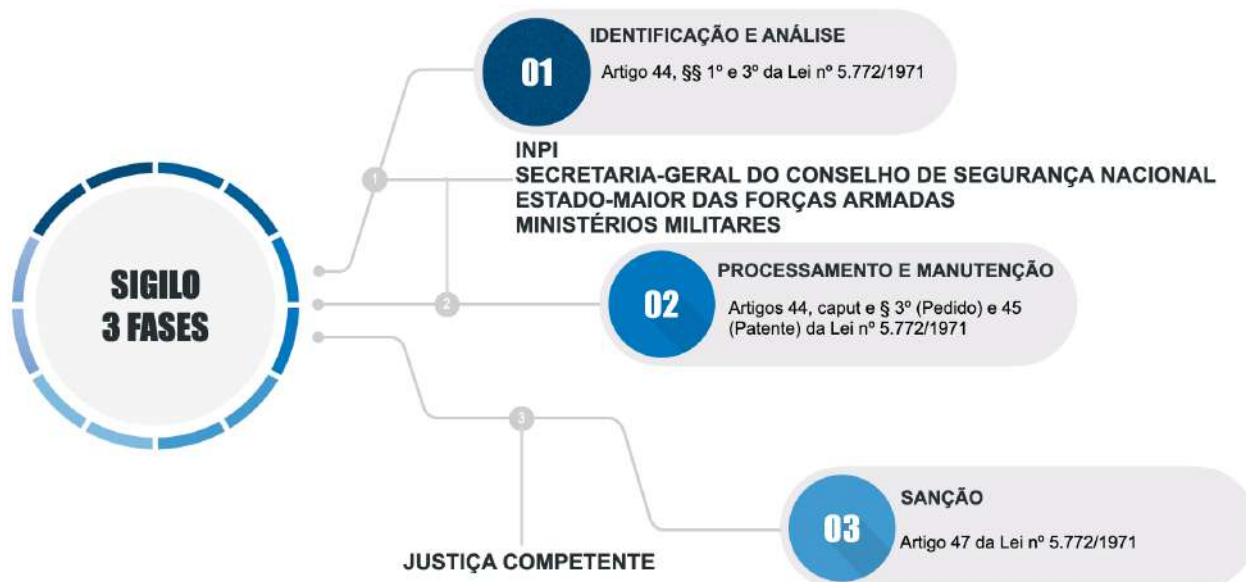 SIGILO
3 FASES
01
IDENTIFICAÇÃO E ANÁLISE
Artigo 44, §§ 1º e 3º da Lei nº 5.772/1971
1
INPI
SECRETARIA-GERAL DO CONSELHO DE SEGURANÇA NACIONAL
ESTADO-MAIOR DAS FORÇAS ARMADAS
MINISTÉRIOS MILITARES
2
02
PROCESSAMENTO E MANUTENÇÃO
Artigos 44, caput e § 3º (Pedido) e 45
(Patente) da Lei nº 5.772/1971
3
JUSTIÇA COMPETENTE
03
SANÇÃO
Artigo 47 da Lei nº 5.772/1971